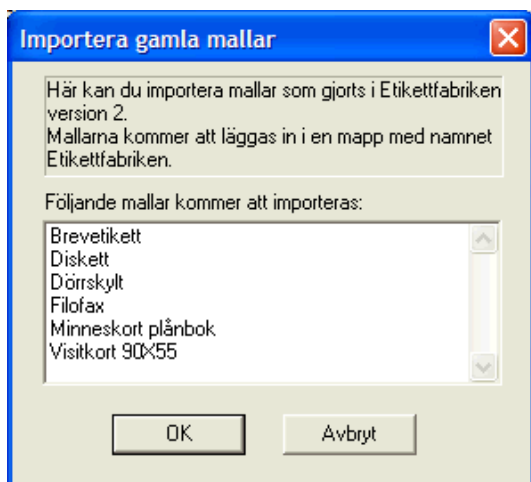 Importera gamla mallar
Här kan du importera mallar som gjorts i Etikettfabriken
version 2.
Mallarna kommer att läggas in i en mapp med namnet
Etikettfabriken.
Följande mallar kommer att importeras:
Brevetikett
Diskett
Dörrskylt
Filofax
Minneskort plånbok
Visitkort 90X55
OK
Avbryt